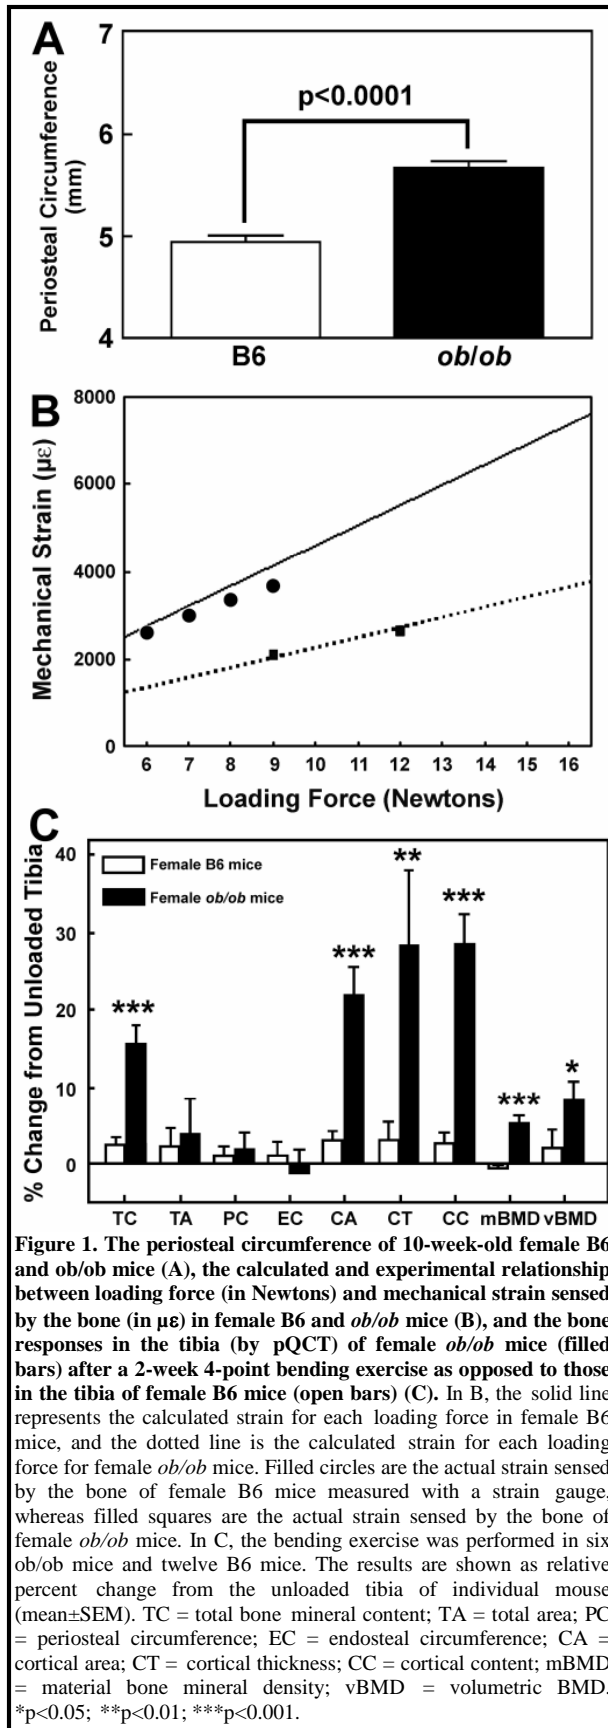 A
Periosteal Circumference
(mm)
7
6
5
4
p<0.0001
B6
ob/ob
B
Mechanical Strain (µε)
8000
6000
4000
2000
0
6 7 8 9 10 11 12 13 14 15 16
Loading Force (Newtons)
C
% Change from Unloaded Tibia
40
30
20
10
0
Female B6 mice
Female ob/ob mice
***
***
**
***
***
*
TC TA PC EC CA CT CC mBMD vBMD
Figure 1. The periosteal circumference of 10-week-old female B6
and ob/ob mice (A), the calculated and experimental relationship
between loading force (in Newtons) and mechanical strain sensed
by the bone (in µε) in female B6 and ob/ob mice (B), and the bone
responses in the tibia (by pQCT) of female ob/ob mice (filled
bars) after a 2-week 4-point bending exercise as opposed to those
in the tibia of female B6 mice (open bars) (C). In B, the solid line
represents the calculated strain for each loading force in female B6
mice, and the dotted line is the calculated strain for each loading
force for female ob/ob mice. Filled circles are the actual strain sensed
by the bone of female B6 mice measured with a strain gauge,
whereas filled squares are the actual strain sensed by the bone of
female ob/ob mice. In C, the bending exercise was performed in six
ob/ob mice and twelve B6 mice. The results are shown as relative
percent change from the unloaded tibia of individual mouse
(mean±SEM). TC = total bone mineral content; TA = total area; PC
= periosteal circumference; EC = endosteal circumference; CA =
cortical area; CT = cortical thickness; CC = cortical content; mBMD
= material bone mineral density; vBMD = volumetric BMD.
*p<0.05; **p<0.01; ***p<0.001.